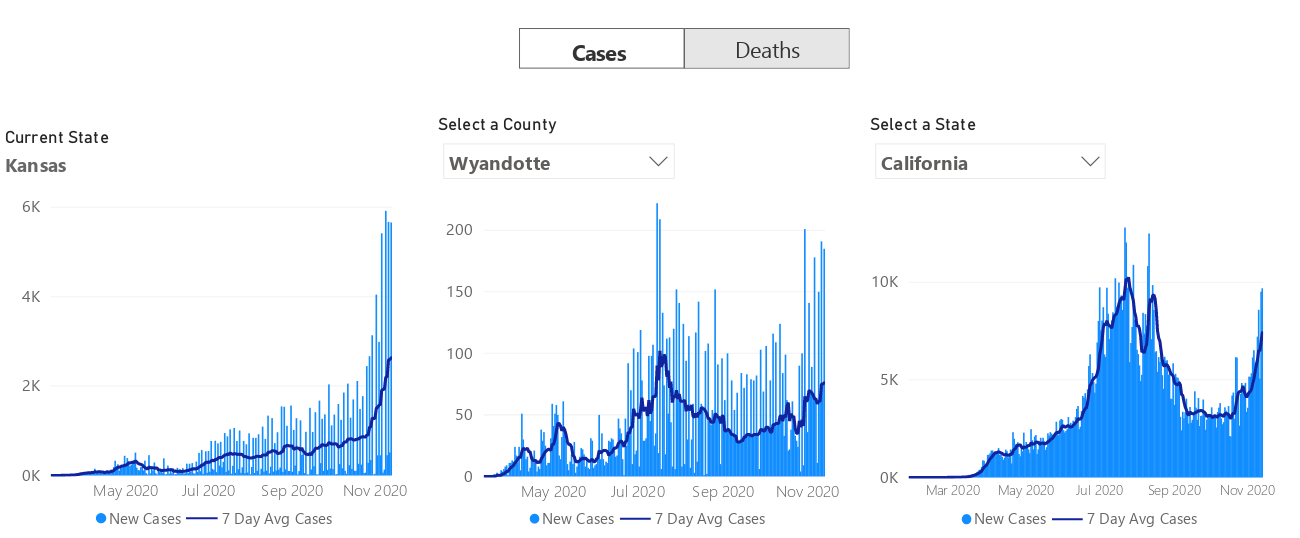 Cases Deaths
Current State
Kansas
6K
4K
2K
0K
May 2020 Jul 2020 Sep 2020 Nov 2020
New Cases 7 Day Avg Cases
Select a County
Wyandotte
200
150
100
50
0
May 2020 Jul 2020 Sep 2020 Nov 2020
New Cases 7 Day Avg Cases
Select a State
California
10K
5K
0K
Mar 2020 May 2020 Jul 2020 Sep 2020 Nov 2020
New Cases 7 Day Avg Cases